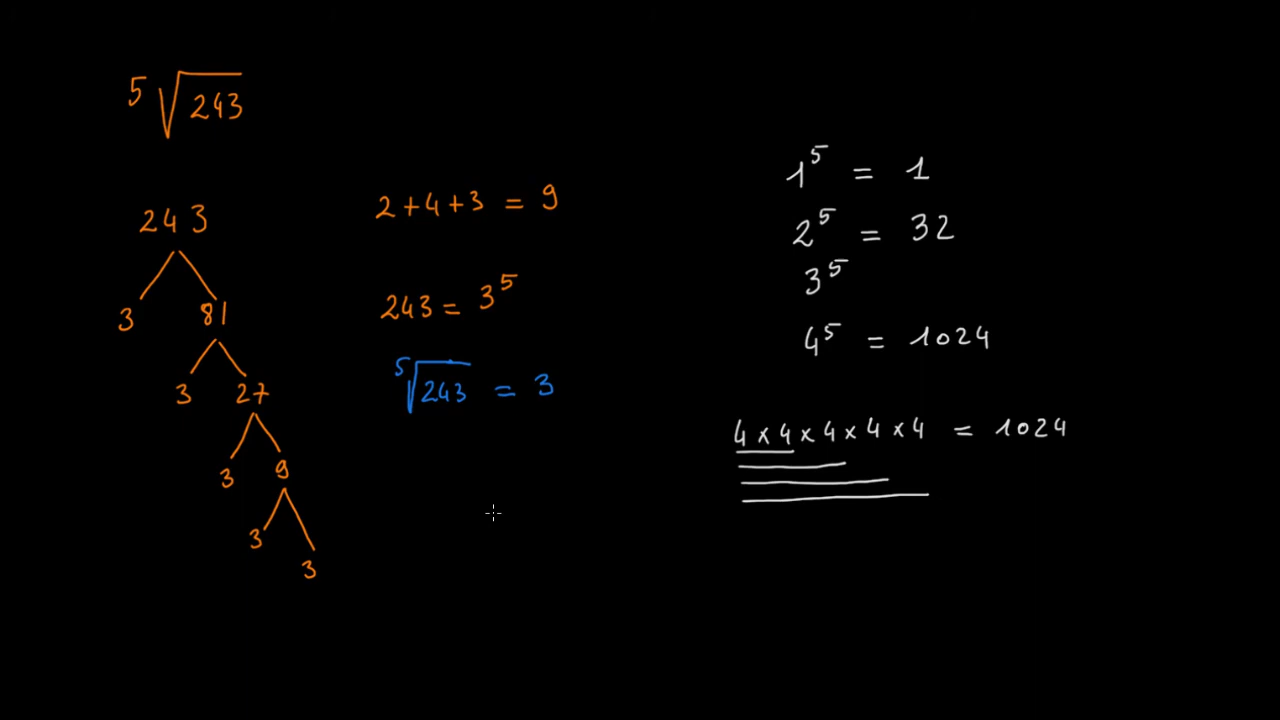 ⁵√243
243
3 81
3 27
3 9
3 3
2+4+3 = 9
243 = 3⁵
⁵√243 = 3
1⁵ = 1
2⁵ = 32
3⁵
4⁵ = 1024
4×4×4×4×4 = 1024